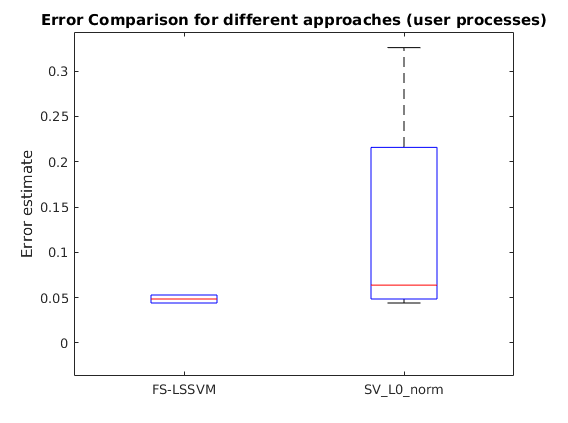 Error Comparison for different approaches (user processes)
0.3
0.25
0.2
0.15
0.1
0.05
0
Error estimate
FS-LSSVM
SV_L0_norm